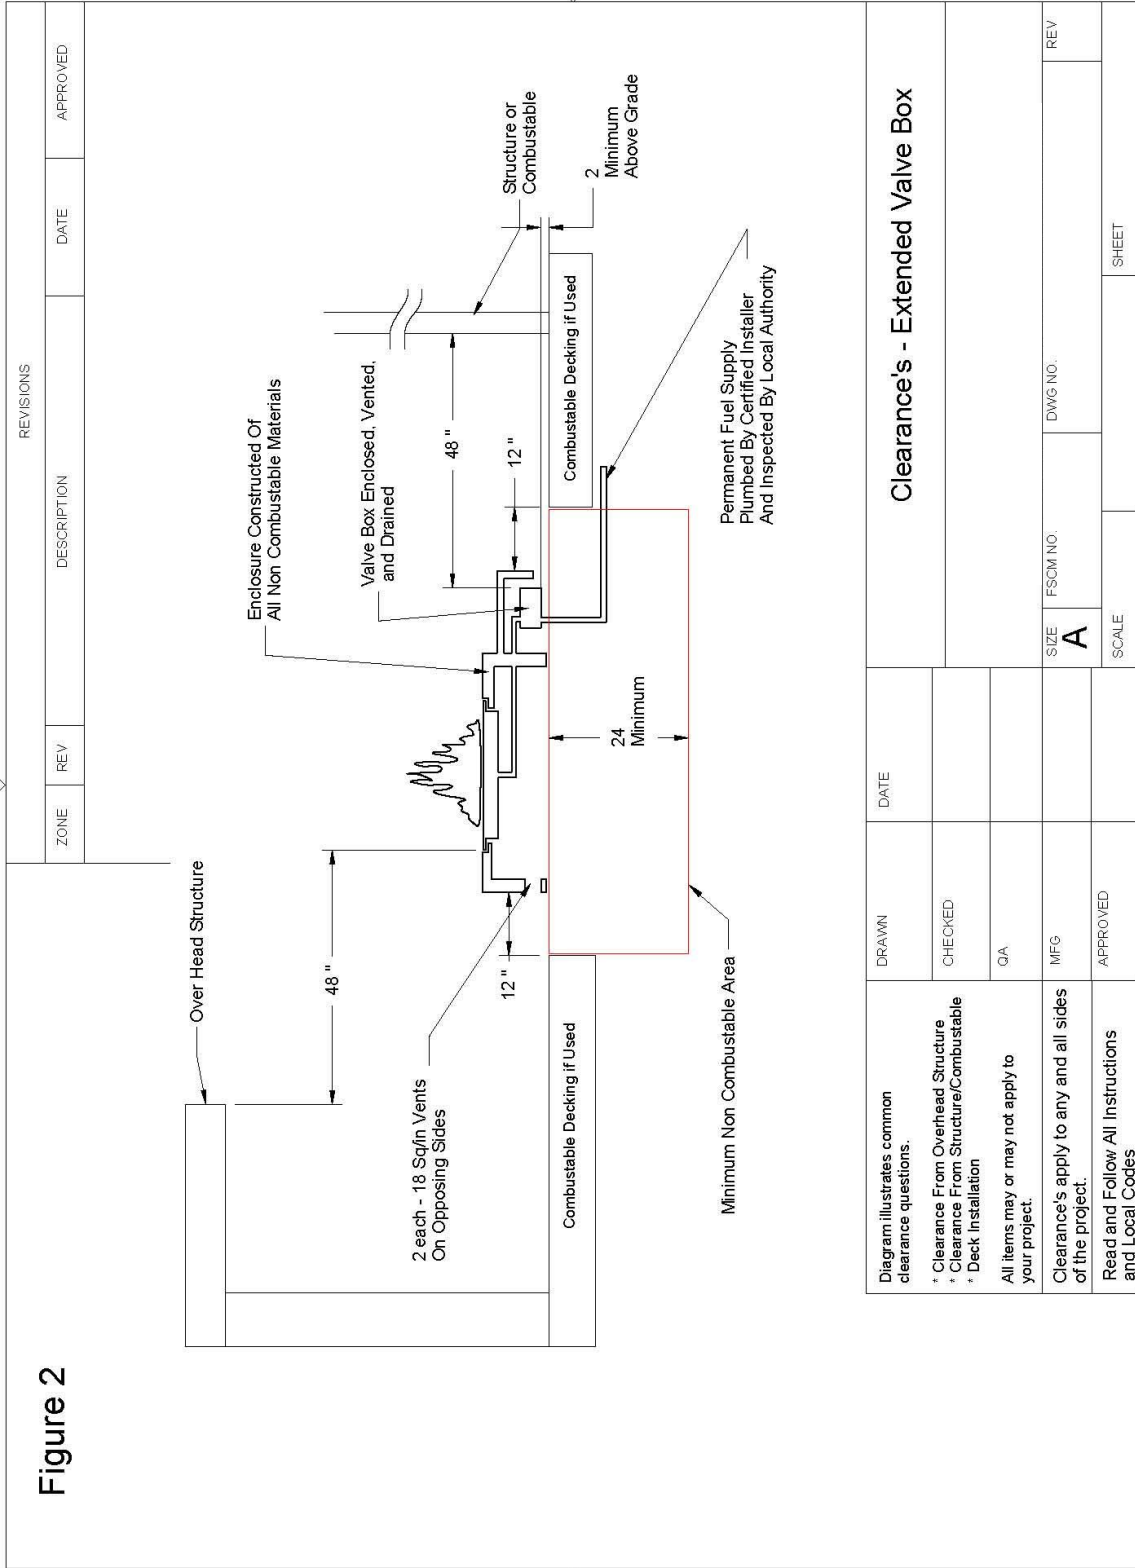 Figure 2
REVISIONS
ZONE
REV
DESCRIPTION
DATE
APPROVED
Over Head Structure
48 "
Enclosure Constructed Of
All Non Combustable Materials
Valve Box Enclosed, Vented,
and Drained
48 "
Structure or
Combustable
2 each - 18 Sq/in Vents
On Opposing Sides
12 "
12 "
2
Minimum
Above Grade
Combustable Decking if Used
Combustable Decking if Used
24
Minimum
Minimum Non Combustable Area
Permanent Fuel Supply
Plumbed By Certified Installer
And Inspected By Local Authority
Diagram illustrates common
clearance questions.
* Clearance From Overhead Structure
* Clearance From Structure/Combustable
* Deck Installation
All items may or may not apply to
your project.
Clearance's apply to any and all sides
of the project.
Read and Follow All Instructions
and Local Codes
DRAWN
DATE
CHECKED
QA
MFG
APPROVED
Clearance's - Extended Valve Box
SIZE
A
FSCM NO.
DWG NO.
REV
SCALE
SHEET